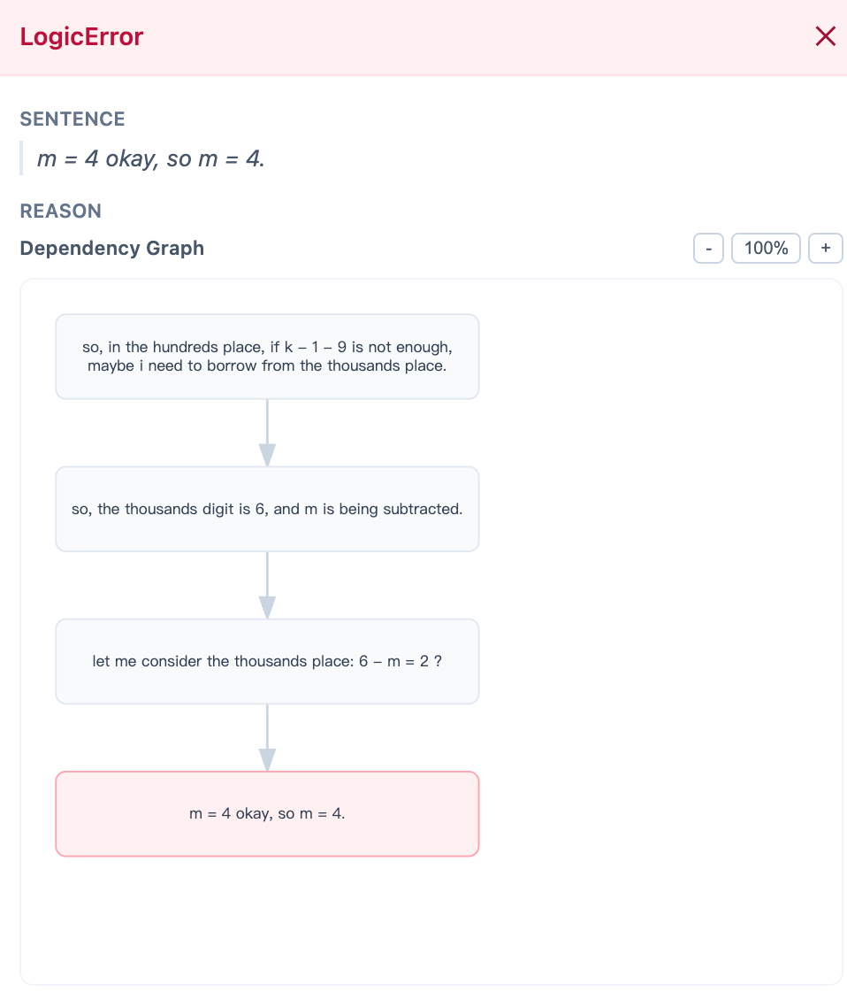 LogicError
SENTENCE
m = 4 okay, so m = 4.
REASON
Dependency Graph
-
100%
+
so, in the hundreds place, if k – 1 – 9 is not enough,
maybe i need to borrow from the thousands place.
so, the thousands digit is 6, and m is being subtracted.
let me consider the thousands place: 6 – m = 2 ?
m = 4 okay, so m = 4.